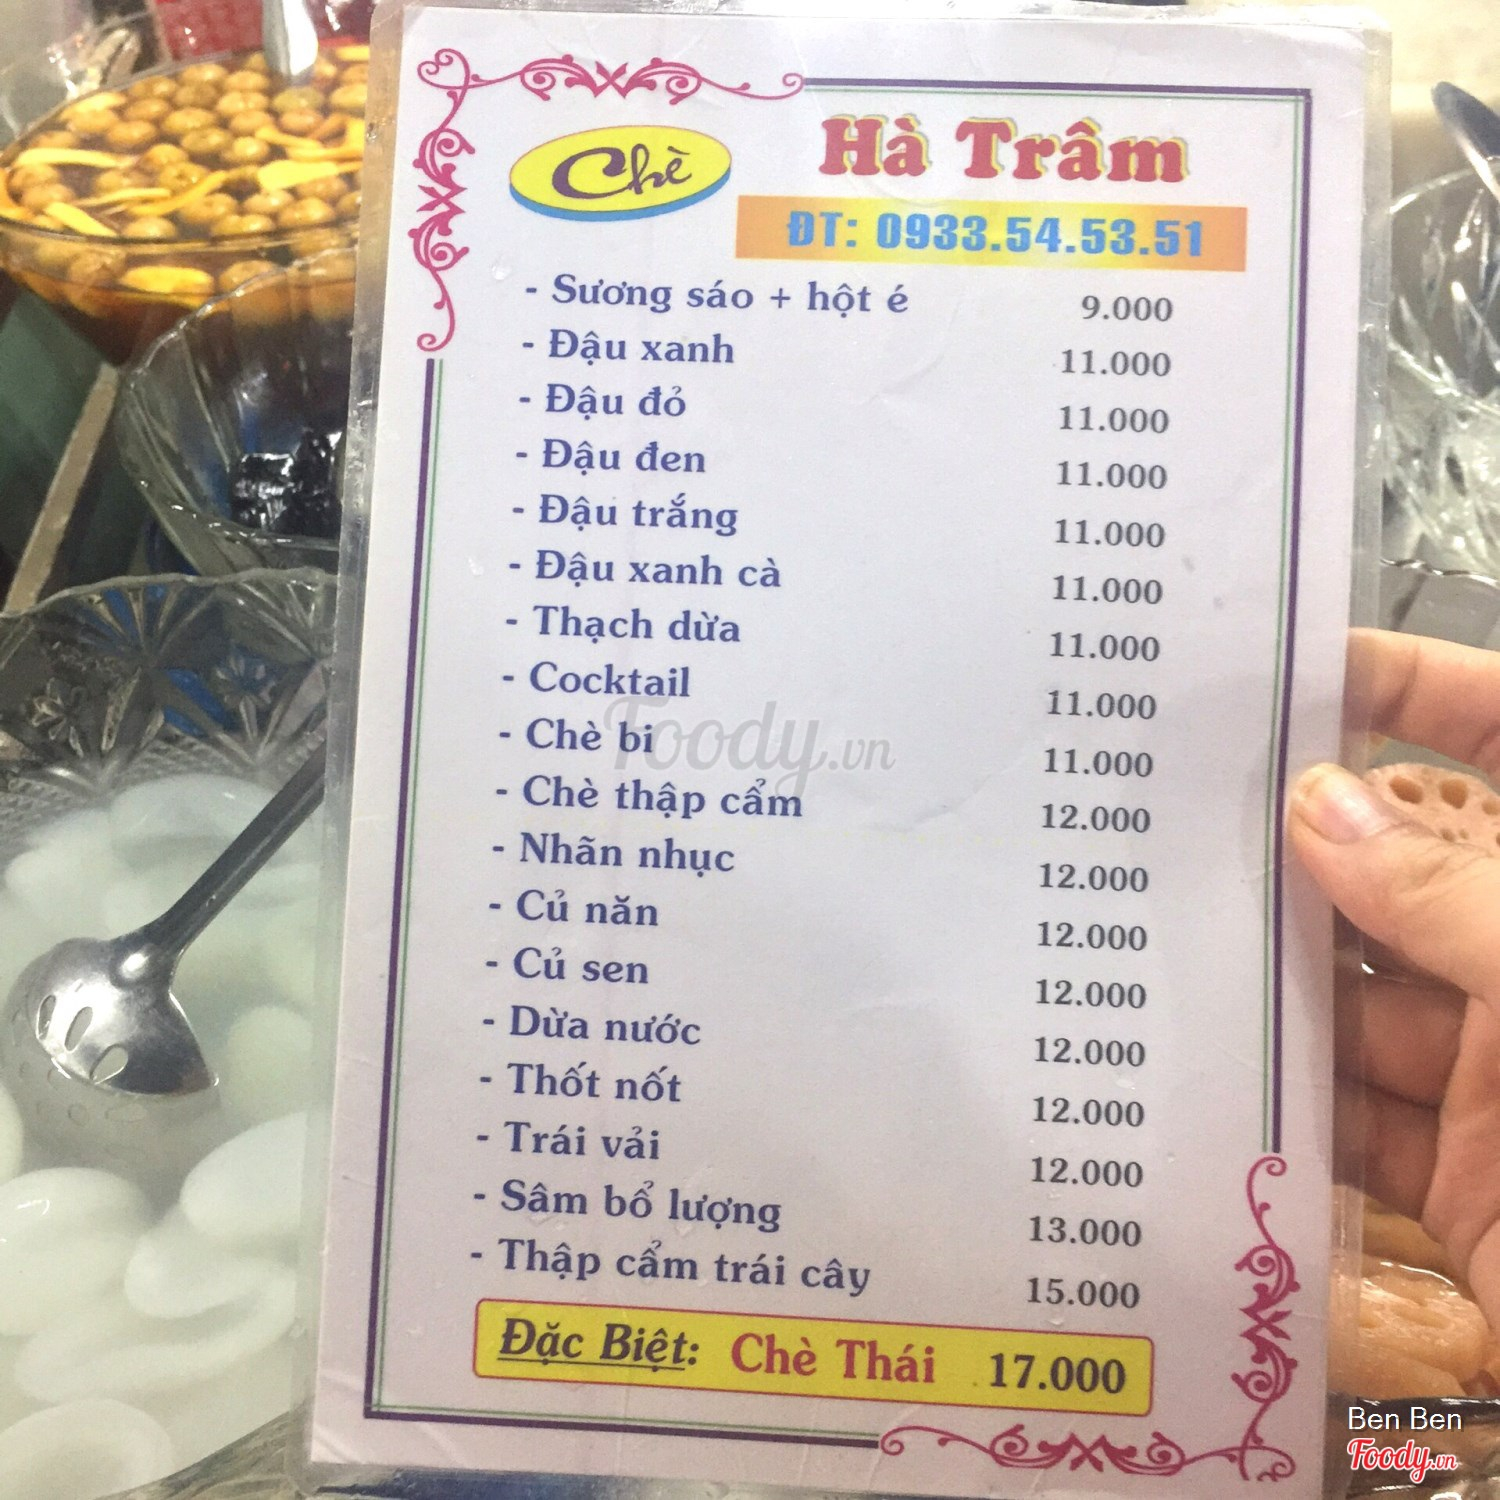 Chè
Hà Trâm
ĐT: 0933.54.53.51
- Sương sáo + hột é 9.000
- Đậu xanh 11.000
- Đậu đỏ 11.000
- Đậu đen 11.000
- Đậu trắng 11.000
- Đậu xanh cà 11.000
- Thạch dừa 11.000
- Cocktail 11.000
- Chè bi 11.000
- Chè thập cẩm 12.000
- Nhãn nhục 12.000
- Củ năn 12.000
- Củ sen 12.000
- Dừa nước 12.000
- Thốt nốt 12.000
- Trái vải 12.000
- Sâm bổ lượng 13.000
- Thập cẩm trái cây 15.000
Đặc Biệt: Chè Thái 17.000
Foody.vn
Ben Ben
Foody.vn